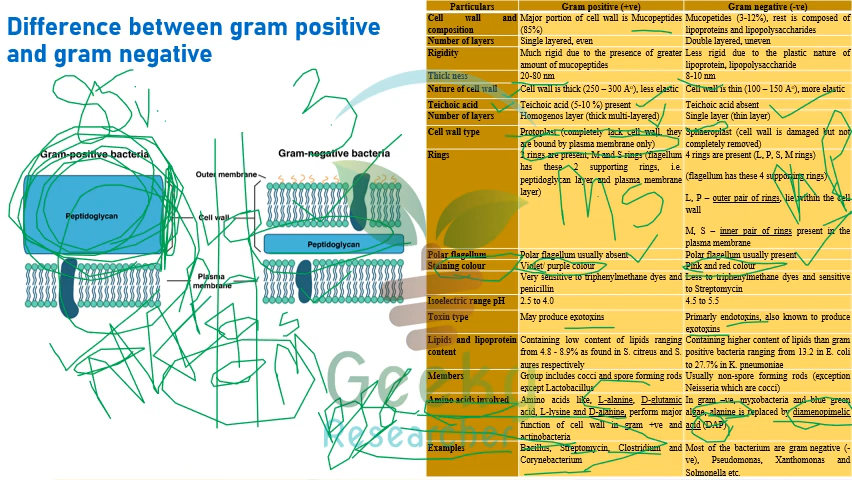 Difference between gram positive
and gram negative
Gram-positive bacteria
Gram-negative bacteria
Outer membrane
Cell wall
Peptidoglycan
Peptidoglycan
Plasma
membrane
Particulars Gram positive (+ve) Gram negative (-ve)
Cell wall and Major portion of cell wall is Mucopeptides Mucopetides (3-12%), rest is composed of
composition (85%) lipoproteins and lipopolysaccharides
Number of layers Single layered, even Double layered, uneven
Rigidity Much rigid due to the presence of greater Less rigid due to the plastic nature of
amount of mucopeptides lipoprotein, lipopolysaccharide
Thick ness 20-80 nm 8-10 nm
Nature of cell wall Cell wall is thick (250 – 300 A°), less elastic Cell wall is thin (100 – 150 A°), more elastic
Teichoic acid Teichoic acid (5-10 %) present Teichoic acid absent
Number of layers Homogenos layer (thick multi-layered) Single layer (thin layer)
Cell wall type Protoplast (completely lack cell wall, they Sphaeroplast (cell wall is damaged but not
are bound by plasma membrane only) completely removed)
Rings 2 rings are present, M and S rings (flagellum 4 rings are present (L, P, S, M rings)
has these 2 supporting rings, i.e. (flagellum has these 4 supporting rings)
peptidoglycan layer and plasma membrane
layer) L, P – outer pair of rings, lie within the cell
wall
M, S – inner pair of rings present in the
plasma membrane
Polar flagellum Polar flagellum usually absent Polar flagellum usually present
Staining colour Violet/ purple colour Pink and red colour
Very sensitive to triphenylmethane dyes and Less to triphenylmethane dyes and sensitive
penicillin to Streptomycin
Isoelectric range pH 2.5 to 4.0 4.5 to 5.5
Toxin type May produce exotoxins Primarly endotoxins, also known to produce
exotoxins
Lipids and lipoprotein Containing low content of lipids ranging Containing higher content of lipids than gram
content from 4.8 - 8.9% as found in S. citreus and S. positive bacteria ranging from 13.2 in E. coli
aures respectively to 27.7% in K. pneumoniae
Members Group includes cocci and spore forming rods Usually non-spore forming rods (exception
except Lactobacillus Neisseria which are cocci)
Amino acids involved Amino acids like, L-alanine, D-glutamic In gram –ve, myxobacteria and blue green
acid, L-lysine and D-alanine, perform major algae, alanine is replaced by diamenopimelic
function of cell wall in gram +ve and acid (DAP)
actinobacteria
Examples Bacillus, Streptomycin, Clostridium and Most of the bacterium are gram negative (-
Corynebacterium ve), Pseudomonas, Xanthomonas and
Solmonella etc.
Geeks
Researcher
MS